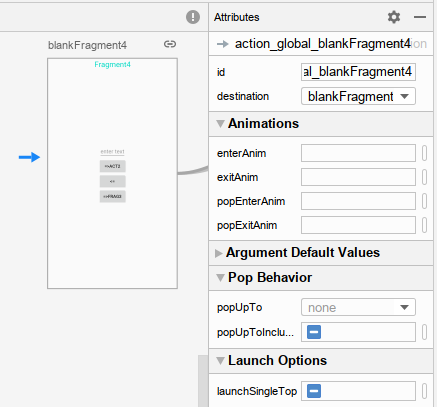 Attributes
blankFragment4
action_global_blankFragment4
Fragment4
id
al_blankFragment4
destination
blankFragment
Animations
enterAnim
enter text
>>ACT2
exitAnim
<>
popEnterAnim
>>FRAG3
popExitAnim
Argument Default Values
Pop Behavior
popUpTo
none
popUpToInclu...
Launch Options
launchSingleTop